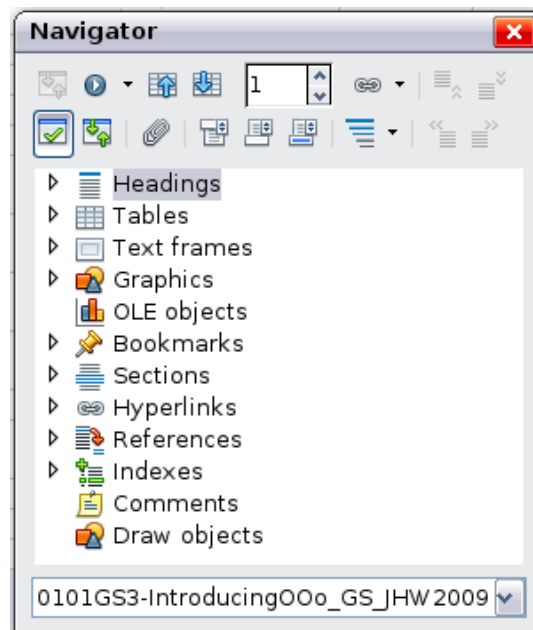 Navigator
1
Headings
Tables
Text frames
Graphics
OLE objects
Bookmarks
Sections
Hyperlinks
References
Indexes
Comments
Draw objects
0101GS3-IntroducingOOo_GS_JHW2009